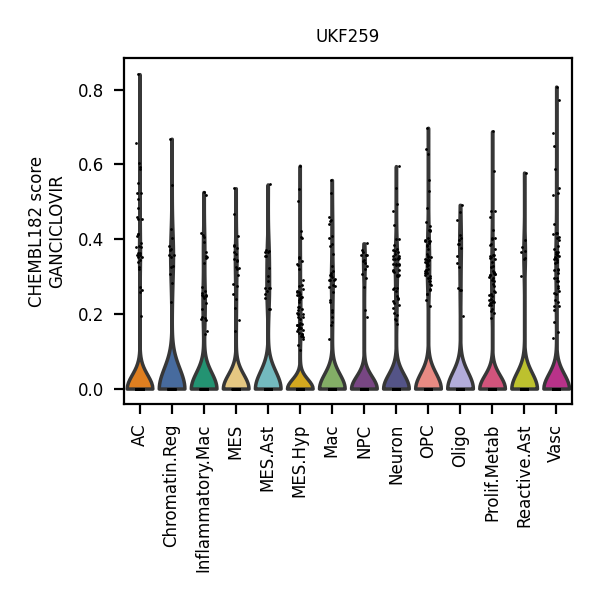 UKF259
CHEMBL182 score
GANCICLOVIR
0.8
0.6
0.4
0.2
0.0
AC
Chromatin.Reg
Inflammatory.Mac
MES
MES.Ast
MES.Hyp
Mac
NPC
Neuron
OPC
Oligo
Prolif.Metab
Reactive.Ast
Vasc